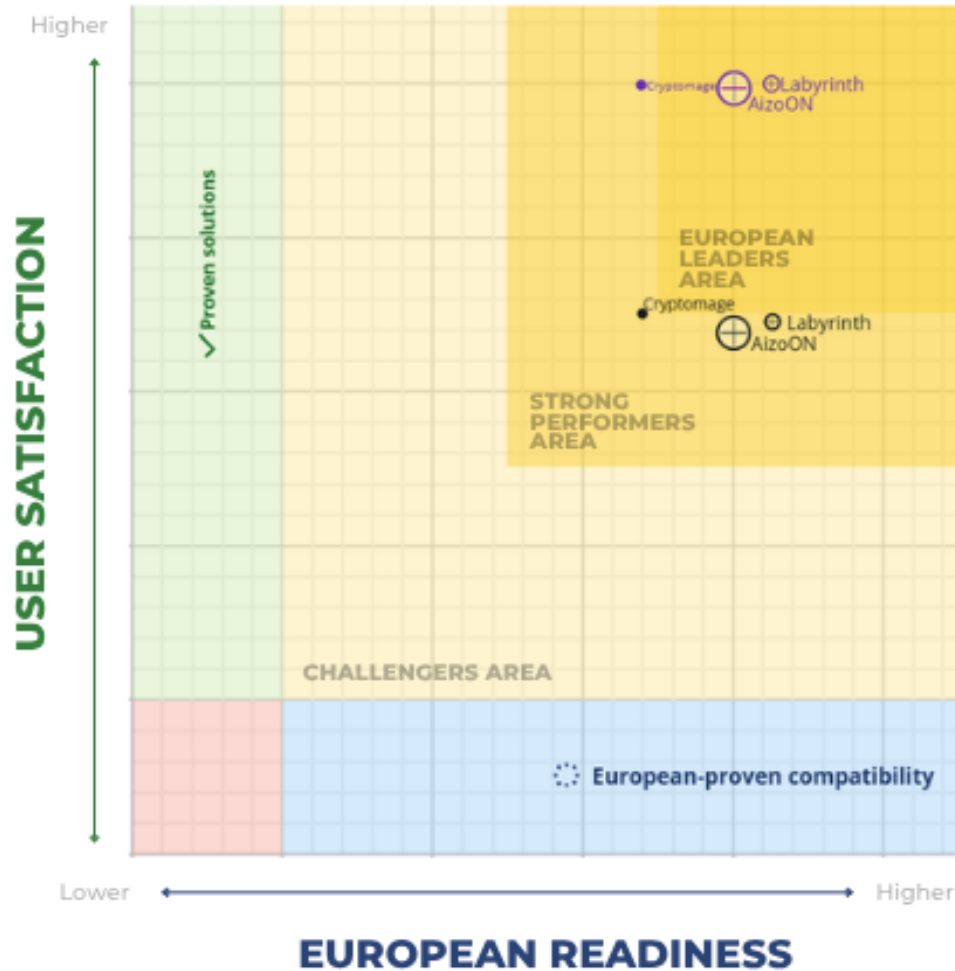 Higher
Cryptomage
Labyrinth
AizoON
✓ Proven solutions
USER SATISFACTION
EUROPEAN
LEADERS
AREA
Cryptomage
Labyrinth
AizoON
STRONG
PERFORMERS
AREA
CHALLENGERS AREA
European-proven compatibility
Lower
Higher
EUROPEAN READINESS